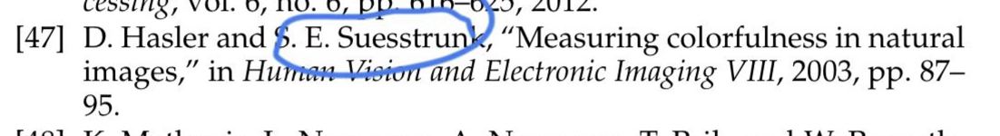 cessing, vol. 6, no. 6, pp. 616–625, 2012.
[47] D. Hasler and S. E. Suesstrunk, “Measuring colorfulness in natural
images,” in Human Vision and Electronic Imaging VIII, 2003, pp. 87–
95.